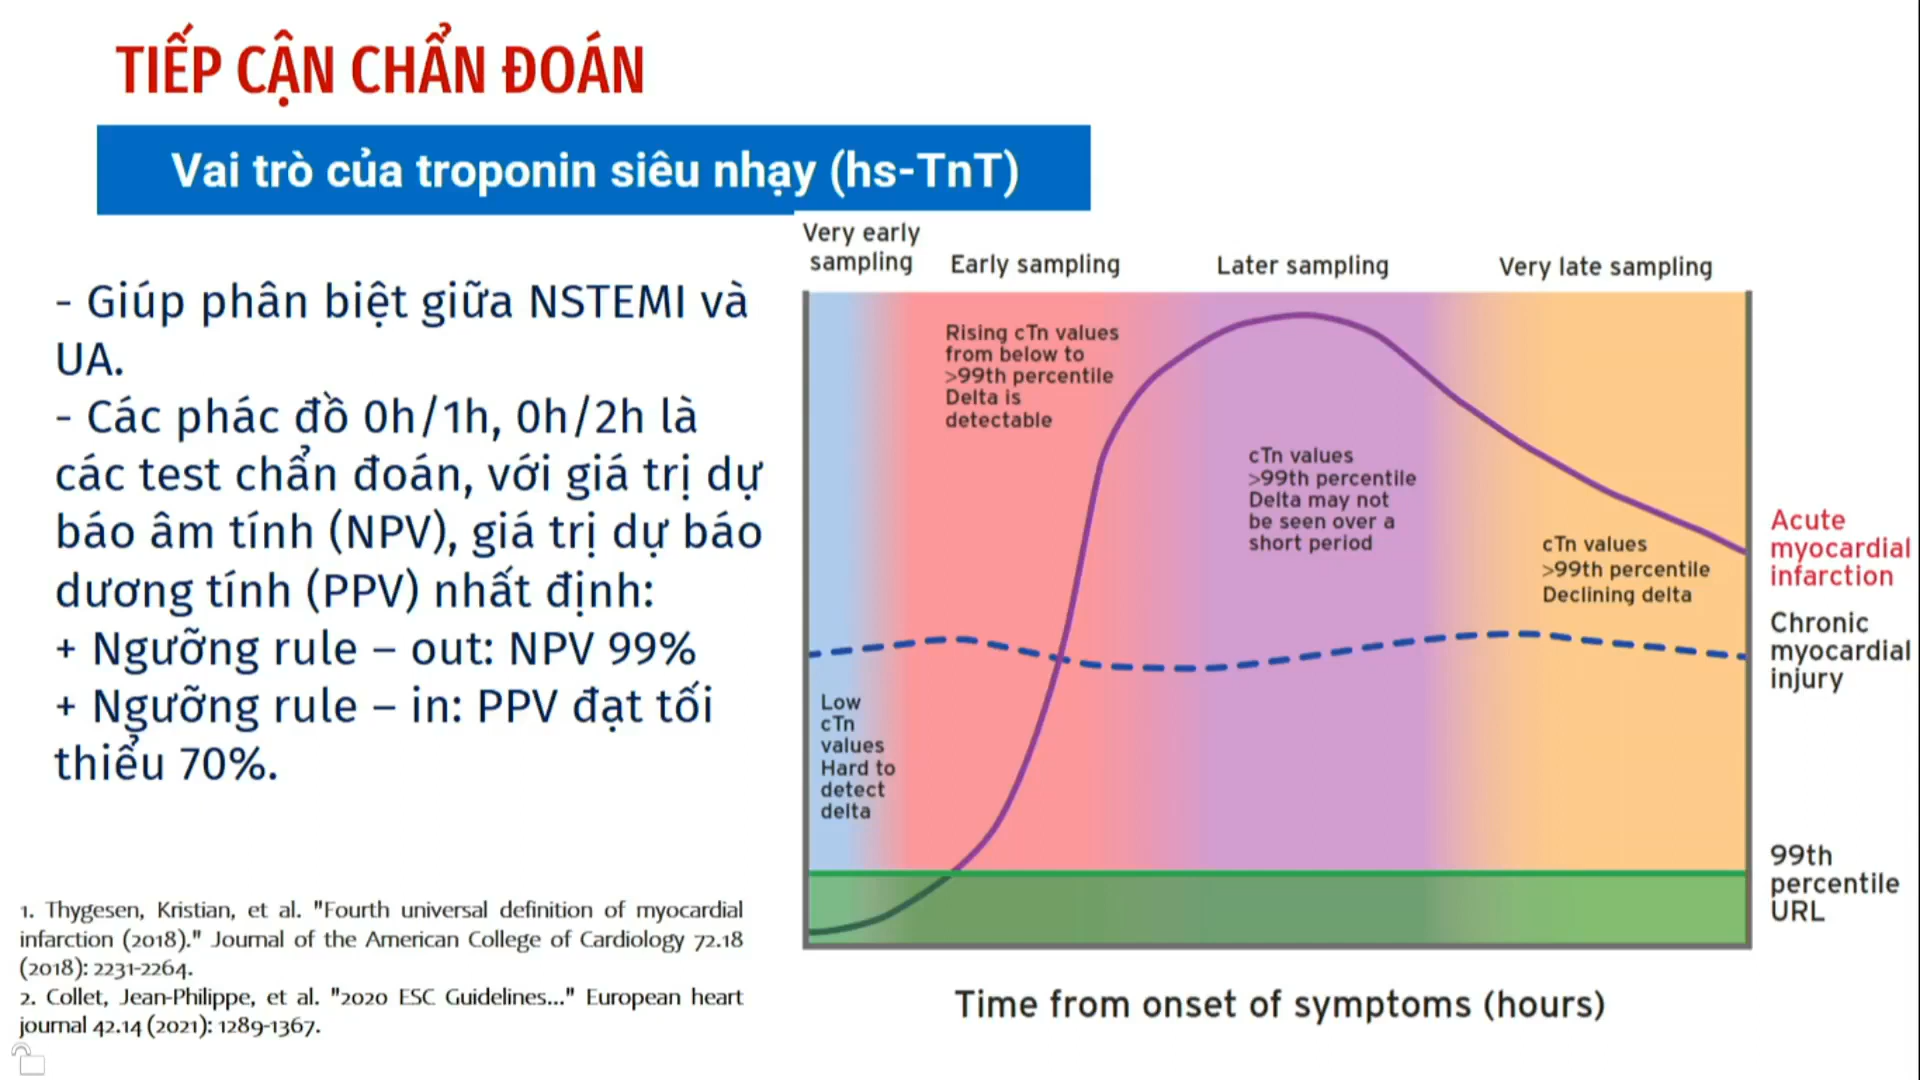 TIẾP CẬN CHẨN ĐOÁN
Vai trò của troponin siêu nhạy (hs-TnT)
- Giúp phân biệt giữa NSTEMI và
UA.
- Các phác đồ 0h/1h, 0h/2h là
các test chẩn đoán, với giá trị dự
báo âm tính (NPV), giá trị dự báo
dương tính (PPV) nhất định:
+ Ngưỡng rule – out: NPV 99%
+ Ngưỡng rule – in: PPV đạt tối
thiểu 70%.
1. Thygesen, Kristian, et al. "Fourth universal definition of myocardial
infarction (2018)." Journal of the American College of Cardiology 72.18
(2018): 2231-2264.
2. Collet, Jean-Philippe, et al. "2020 ESC Guidelines..." European heart
journal 42.14 (2021): 1289-1367.
Very early
sampling
Early sampling
Later sampling
Very late sampling
Rising cTn values
from below to
>99th percentile
Delta is
detectable
cTn values
>99th percentile
Delta may not
be seen over a
short period
cTn values
>99th percentile
Declining delta
Low
cTn
values
Hard to
detect
delta
Acute
myocardial
infarction
Chronic
myocardial
injury
99th
percentile
URL
Time from onset of symptoms (hours)